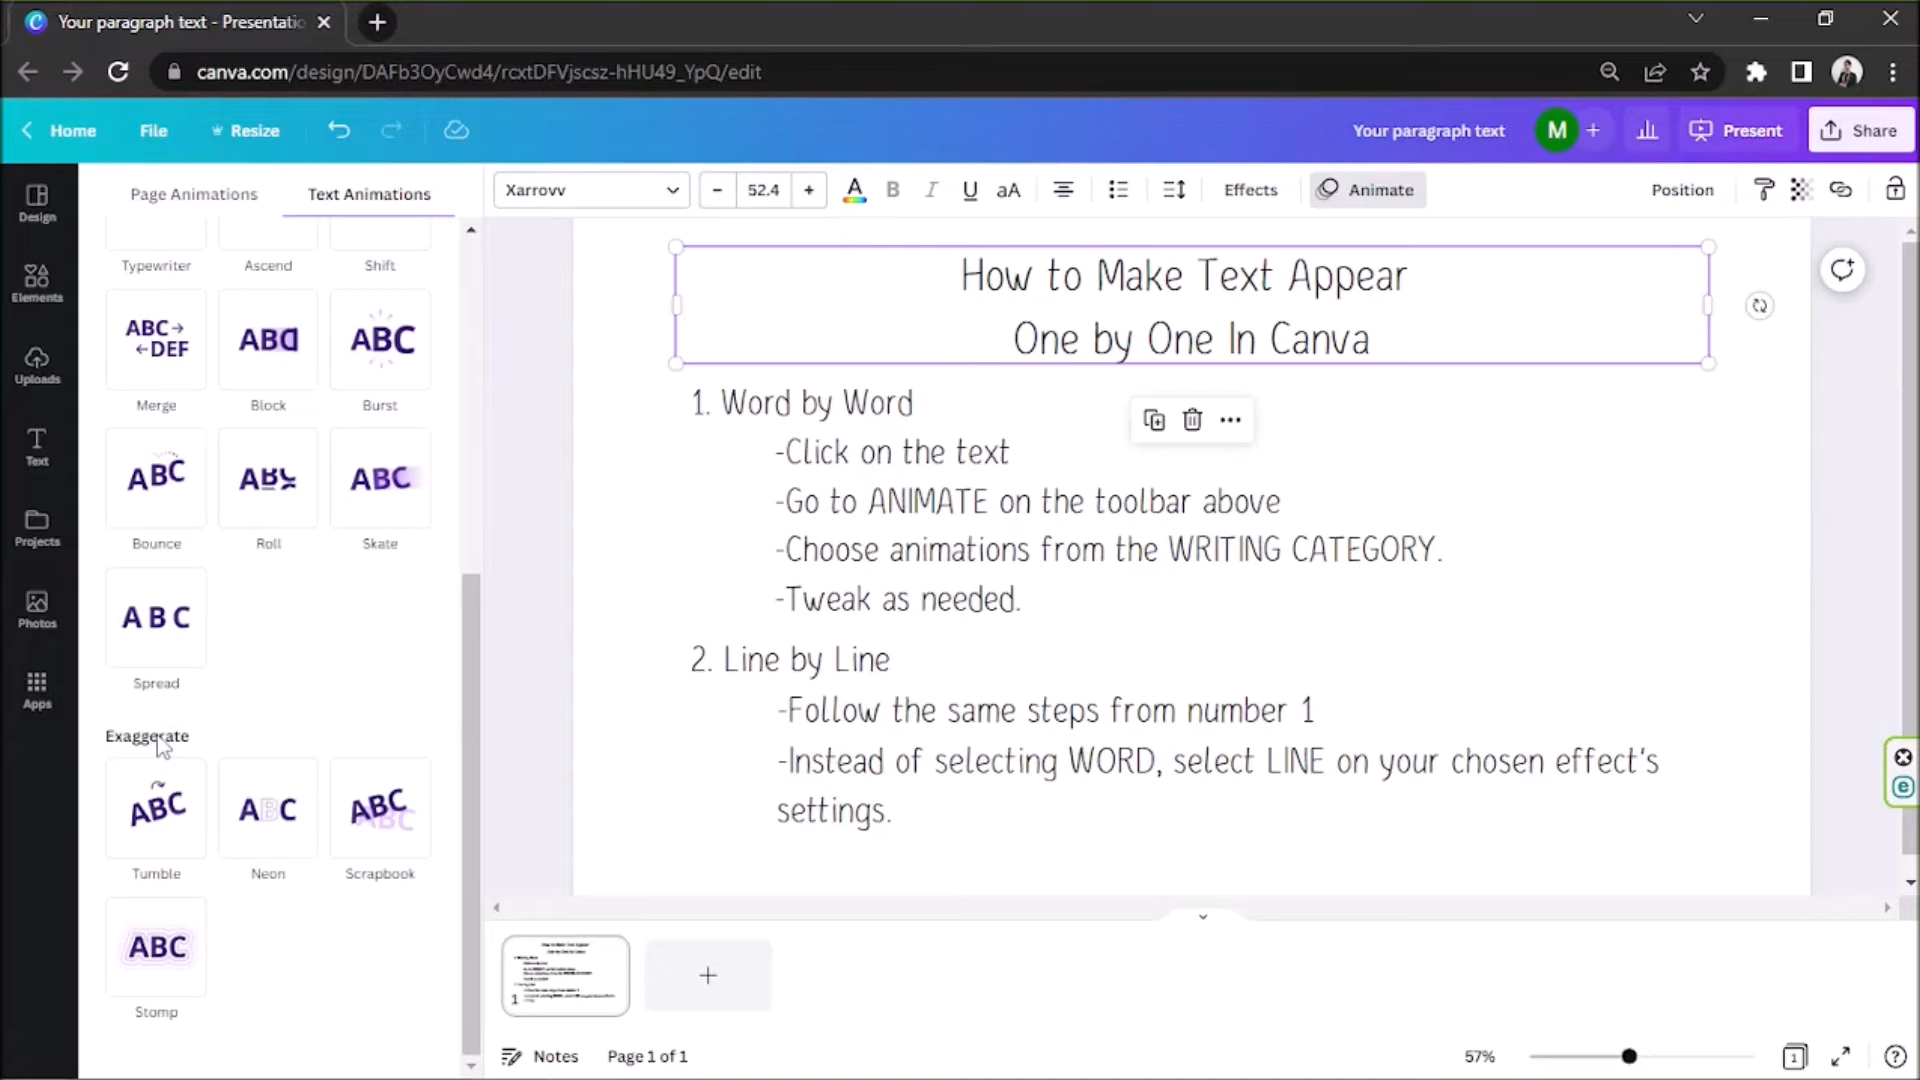 Your paragraph text - Presentatio
canva.com/design/DAFb3OyCwd4/rcxtDFVjscsz-hHU49_YpQ/edit
Home
File
Resize
Your paragraph text
M
+
Present
Share
Design
Elements
Uploads
Text
Projects
Photos
Apps
Page Animations
Text Animations
Typewriter
Ascend
Shift
ABC→
←DEF
ABD
ABC
Merge
Block
Burst
ABC
ABC
ABC
Bounce
Roll
Skate
ABC
Spread
Exaggerate
ABC
ABC
ABC
Tumble
Neon
Scrapbook
ABC
Stomp
Xarrovv
- 52.4 +
A
B
I
U
aA
Effects
Animate
Position
How to Make Text Appear
One by One In Canva
1. Word by Word
-Click on the text
-Go to ANIMATE on the toolbar above
-Choose animations from the WRITING CATEGORY.
-Tweak as needed.
2. Line by Line
-Follow the same steps from number 1
-Instead of selecting WORD, select LINE on your chosen effect's
settings.
1
+
Notes
Page 1 of 1
57%
1
?